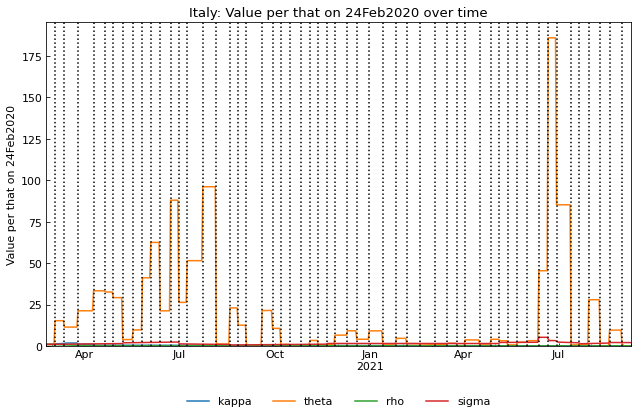 Italy: Value per that on 24Feb2020 over time
Value per that on 24Feb2020
175
150
125
100
75
50
25
0
Apr Jul Oct Jan Apr Jul
2021
kappa theta rho sigma